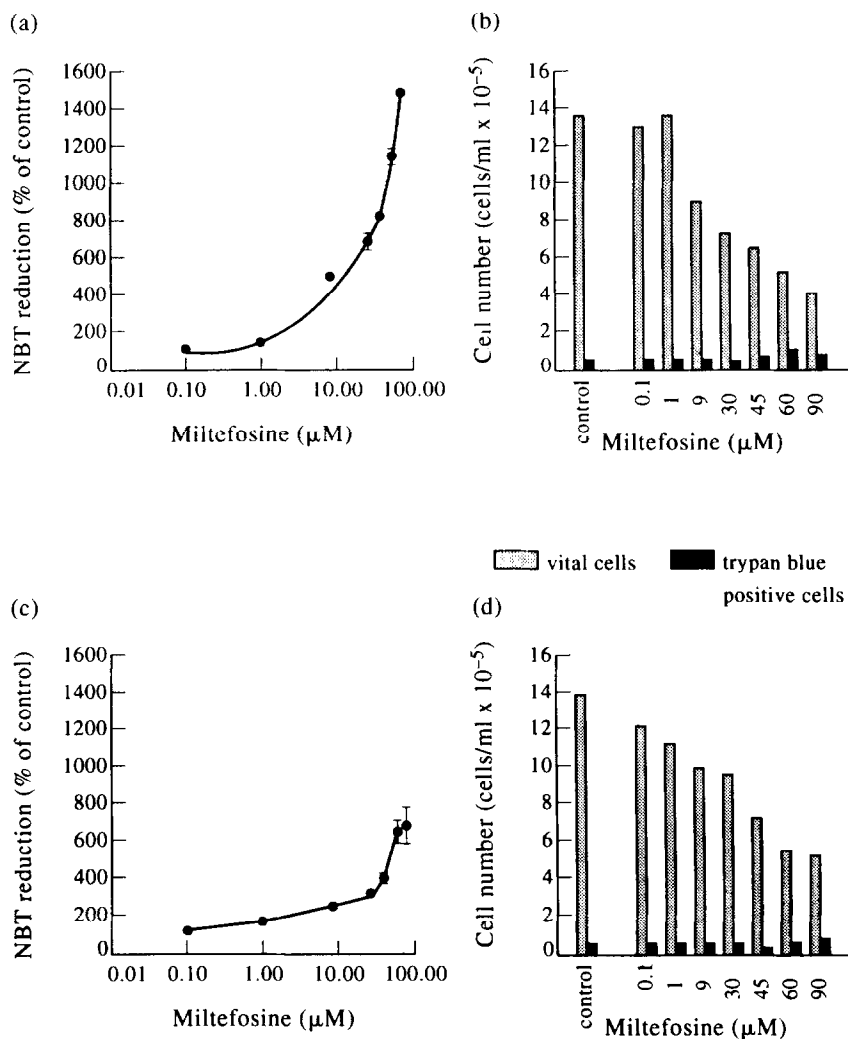 (a)
NBT reduction (% of control)
1600
1400
1200
1000
800
600
400
200
0
0.01 0.10 1.00 10.00 100.00
Miltefosine (μM)
(b)
Cell number (cells/ml x 10⁻⁵)
16
14
12
10
8
6
4
2
0
control 0.1 1 9 30 45 60 90
Miltefosine (μM)
vital cells
trypan blue
positive cells
(c)
NBT reduction (% of control)
1600
1400
1200
1000
800
600
400
200
0
0.01 0.10 1.00 10.00 100.00
Miltefosine (μM)
(d)
Cell number (cells/ml x 10⁻⁵)
16
14
12
10
8
6
4
2
0
control 0.1 1 9 30 45 60 90
Miltefosine (μM)